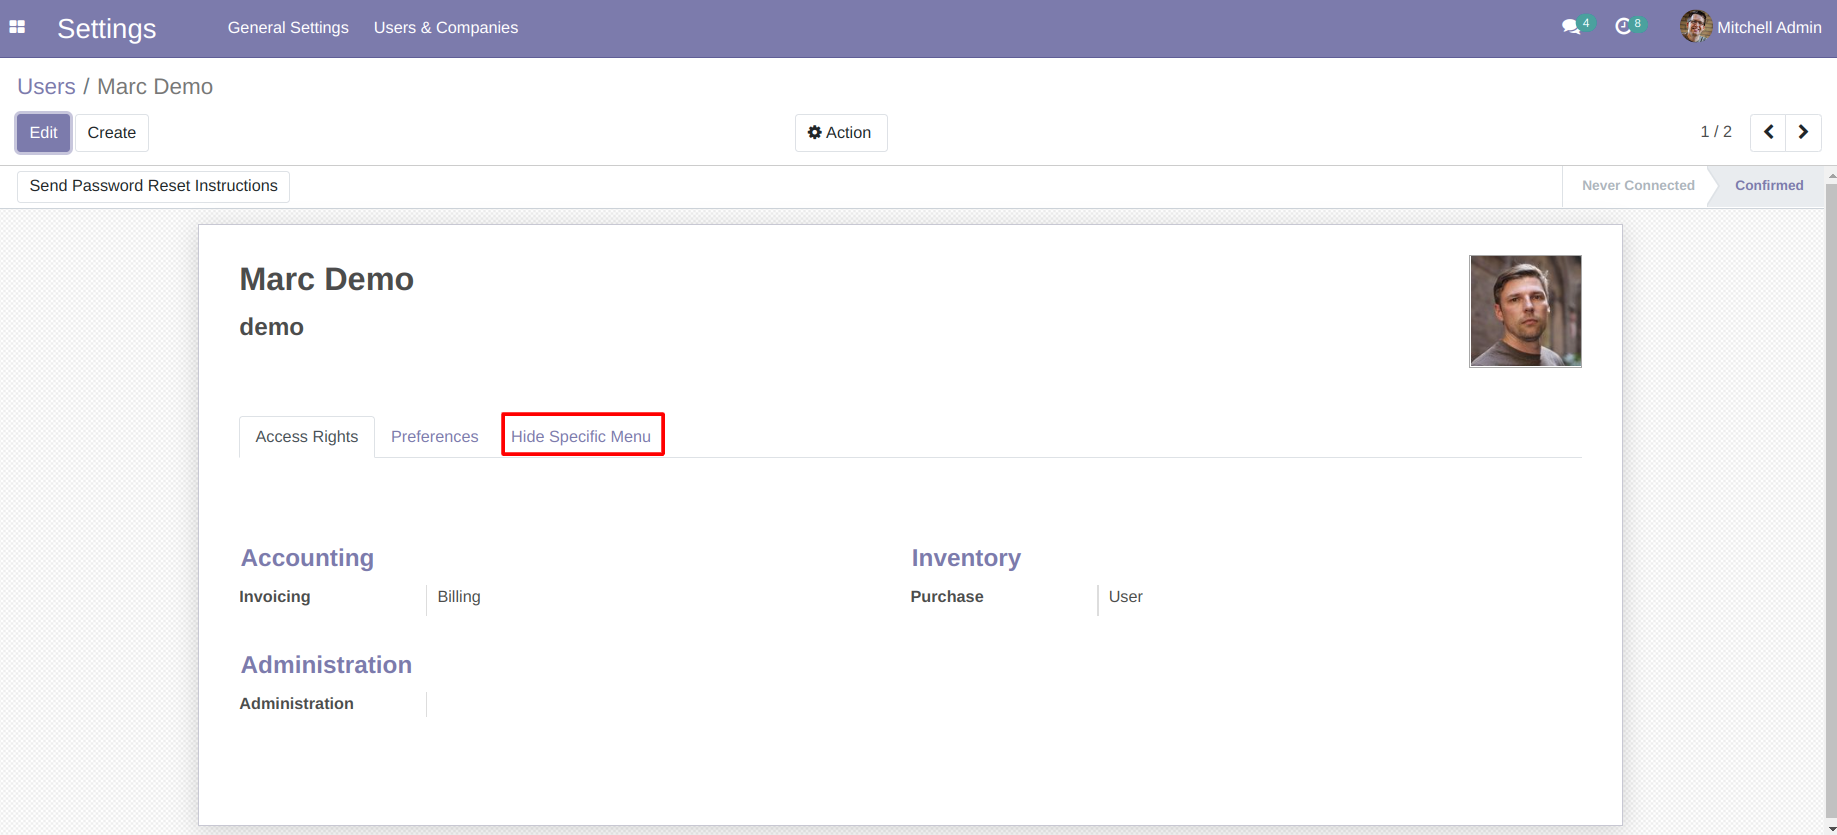 Settings General Settings Users & Companies 4 8 Mitchell Admin
Users / Marc Demo
Edit Create Action 1 / 2
Send Password Reset Instructions Never Connected Confirmed
Marc Demo
demo
Access Rights Preferences Hide Specific Menu
Accounting Inventory
Invoicing Billing Purchase User
Administration
Administration